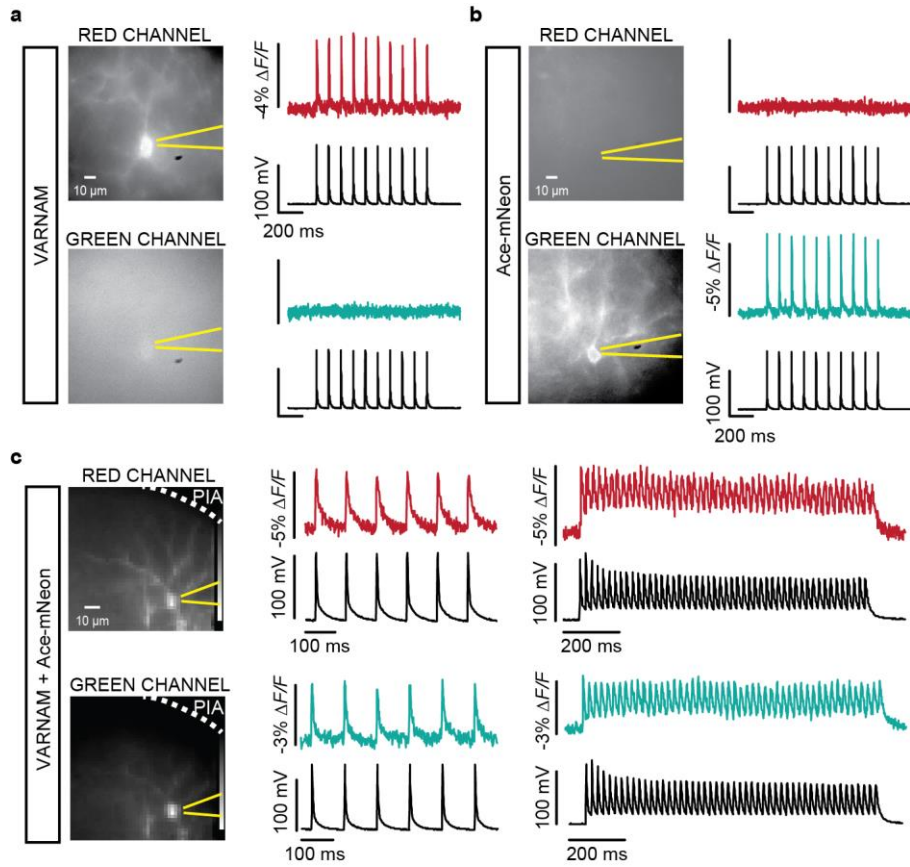 a
RED CHANNEL
VARNAM
10 µm
-4% ΔF/F
100 mV
200 ms
GREEN CHANNEL
b
RED CHANNEL
Ace-mNeon
10 µm
GREEN CHANNEL
-5% ΔF/F
100 mV
200 ms
c
RED CHANNEL
VARNAM + Ace-mNeon
PIA
10 µm
-5% ΔF/F
100 mV
100 ms
-5% ΔF/F
100 mV
200 ms
GREEN CHANNEL
PIA
-3% ΔF/F
100 mV
100 ms
-3% ΔF/F
100 mV
200 ms